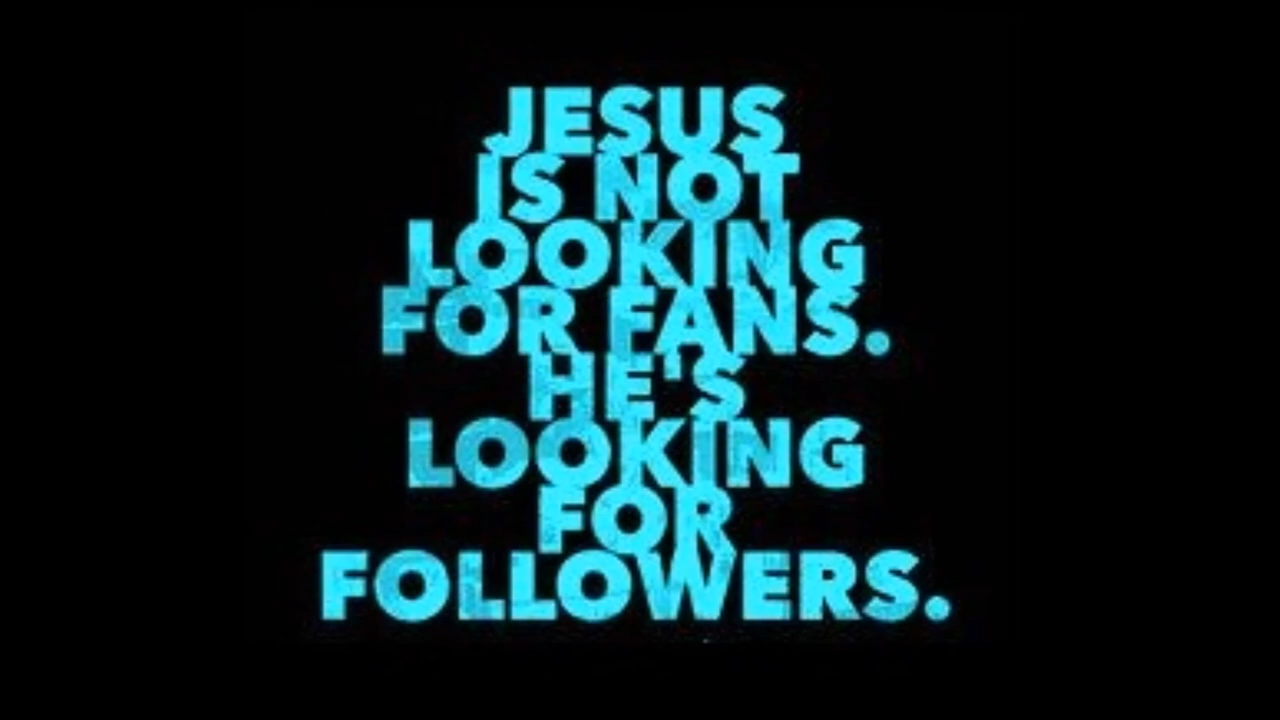 JESUS
IS NOT
LOOKING
FOR FANS.
HE'S
LOOKING
FOR
FOLLOWERS.